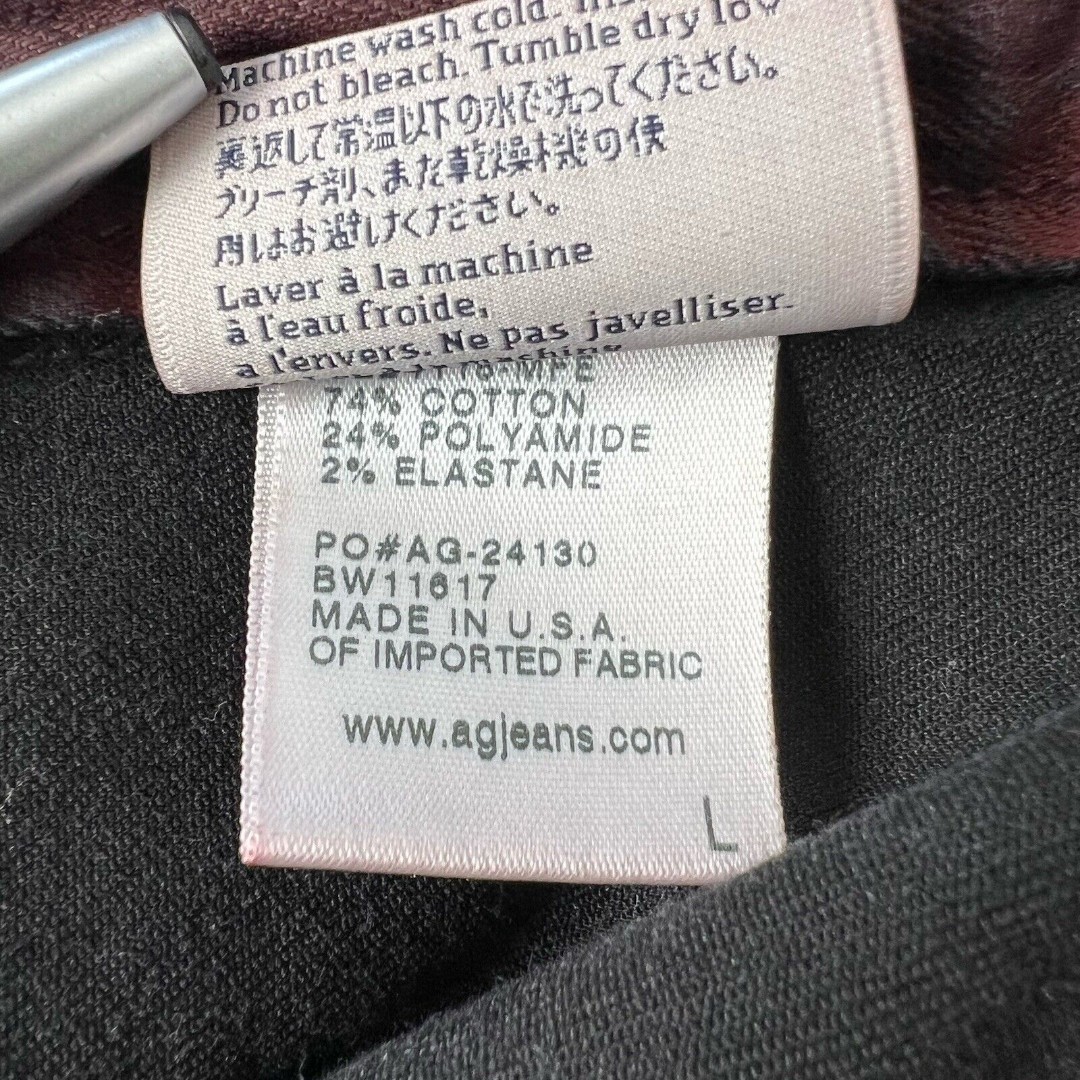 Machine wash cold.
Do not bleach. Tumble dry low
裏返して常温以下の水で洗ってください。
ブリーチ剤、また乾燥機の使
用はお避けください。
Laver à la machine
à l'eau froide,
a l'envers. Ne pas javelliser.
machine
74% COTTON
24% POLYAMIDE
2% ELASTANE
PO#AG-24130
BW11617
MADE IN U.S.A.
OF IMPORTED FABRIC
www.agjeans.com
L